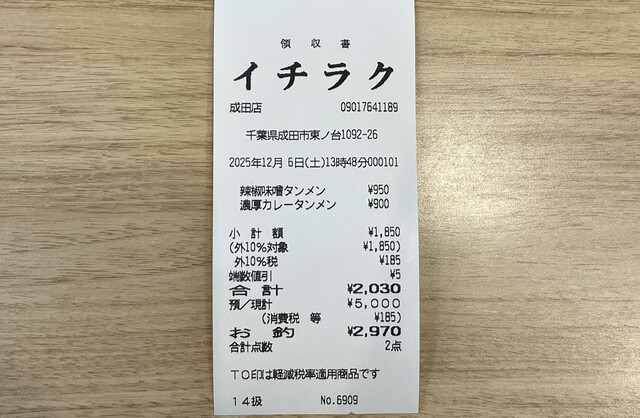 領収書
イチラク
成田店 09017641189
千葉県成田市東ノ台1092-26
2025年12月 6日(土)13時48分000101
辣椒味噌タンメン ¥950
濃厚カレータンメン ¥900
小計額 ¥1,850
(外10%対象 ¥1,850)
外10%税 ¥185
端数値引 ¥5
合計 ¥2,030
預/現計 ¥5,000
(消費税 等 ¥185)
お釣 ¥2,970
合計点数 2点
TO印は軽減税率適用商品です
14扱 No.6909